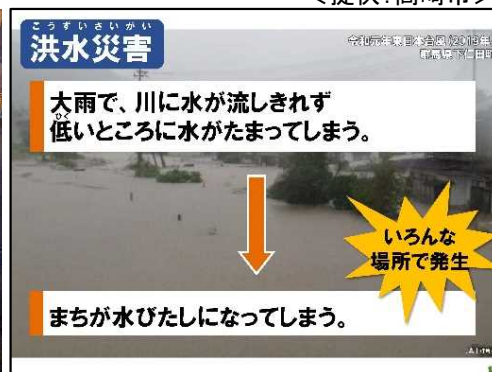 ＜提供：高崎市
こうずいさいがい
洪水災害
令和元年東日本台風(2019年
群馬県下仁田町
大雨で、川に水が流しきれず
ひく
低いところに水がたまってしまう。
いろんな
場所で発生
まちが水びたしになってしまう。